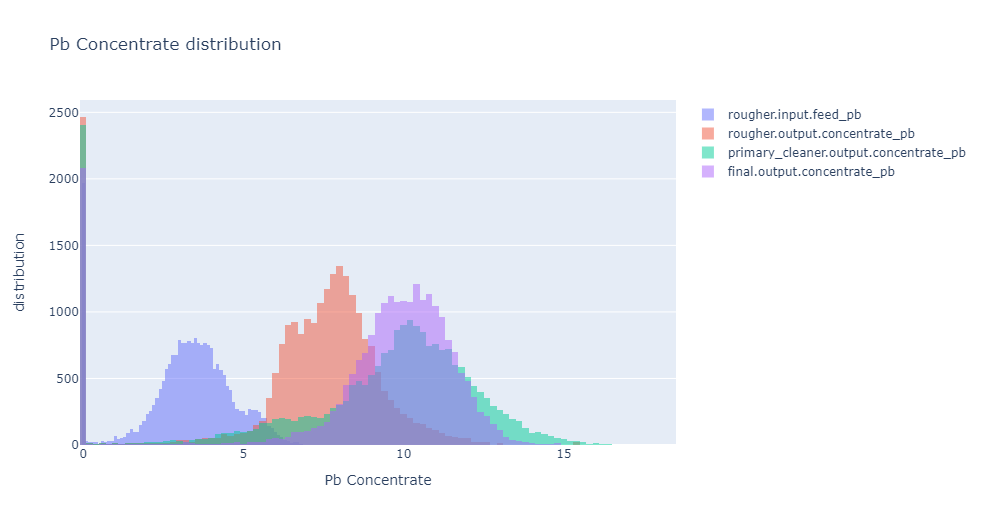 Pb Concentrate distribution
rougher.input.feed_pb
rougher.output.concentrate_pb
primary_cleaner.output.concentrate_pb
final.output.concentrate_pb
2500
2000
1500
1000
500
0
distribution
0 5 10 15
Pb Concentrate